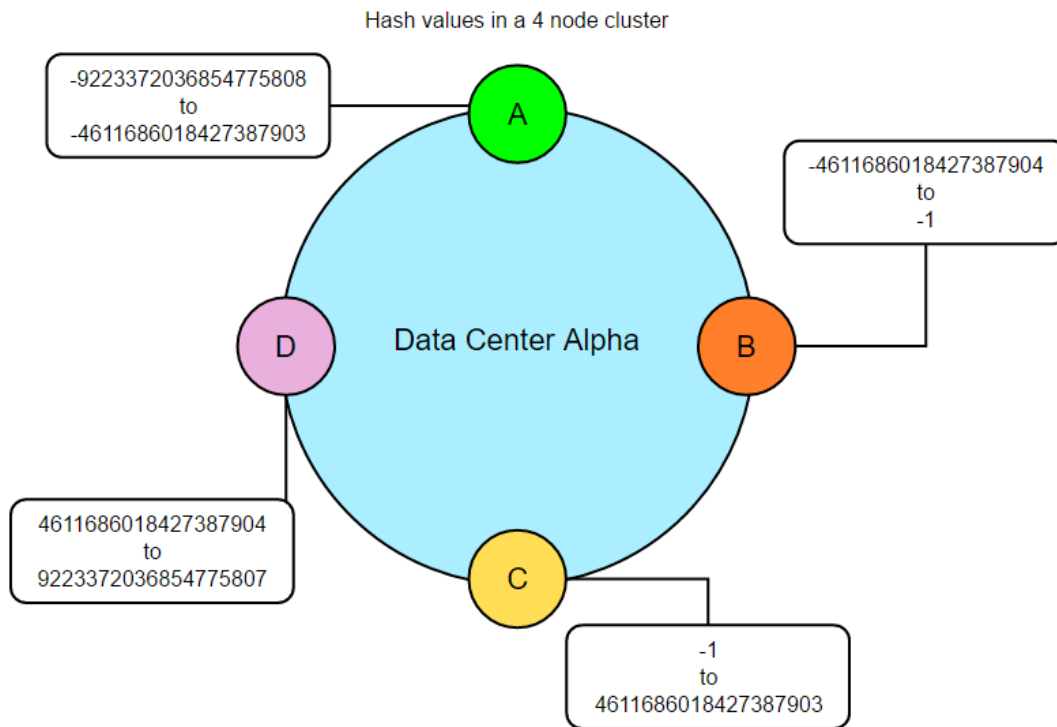 Hash values in a 4 node cluster
-9223372036854775808
to
-4611686018427387903
A
-4611686018427387904
to
-1
D
Data Center Alpha
B
4611686018427387904
to
9223372036854775807
C
-1
to
4611686018427387903